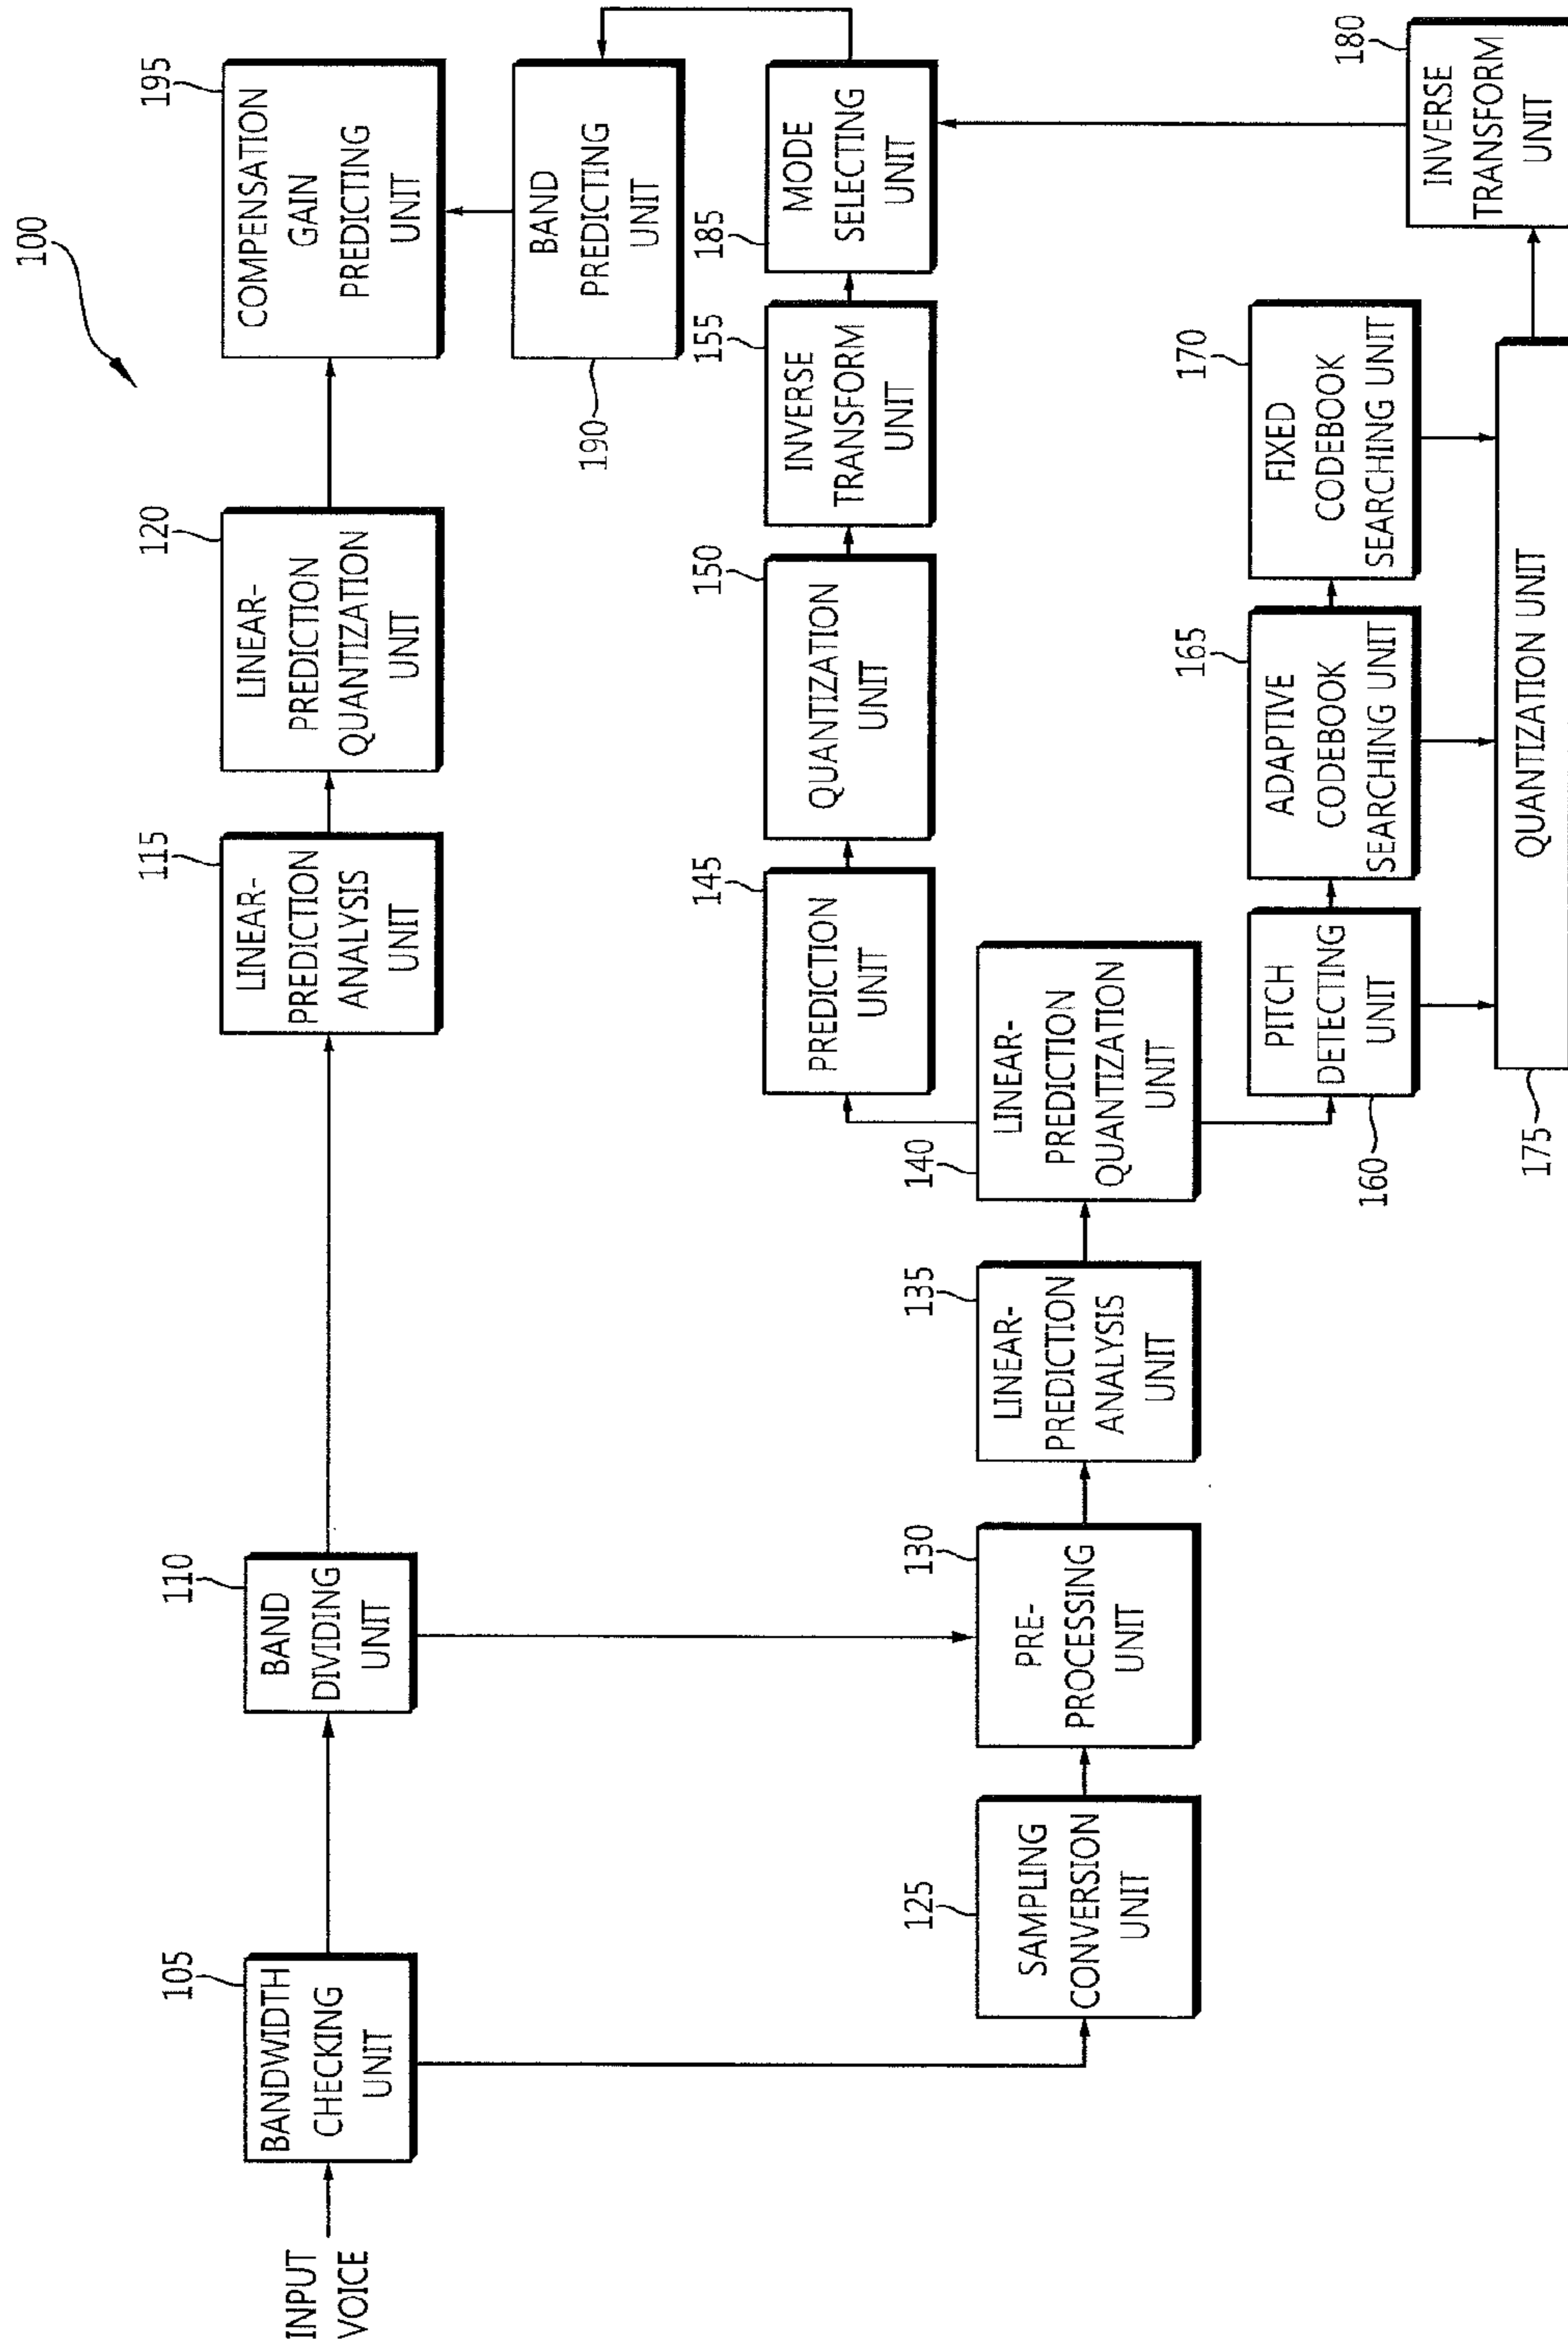 100
INPUT
VOICE
105
BANDWIDTH
CHECKING
UNIT
110
BAND
DIVIDING
UNIT
115
LINEAR-
PREDICTION
ANALYSIS
UNIT
120
LINEAR-
PREDICTION
QUANTIZATION
UNIT
195
COMPENSATION
GAIN
PREDICTING
UNIT
BAND
PREDICTING
UNIT
190
145
PREDICTION
UNIT
150
QUANTIZATION
UNIT
155
INVERSE
TRANSFORM
UNIT
185
MODE
SELECTING
UNIT
125
SAMPLING
CONVERSION
UNIT
130
PRE-
PROCESSING
UNIT
135
LINEAR-
PREDICTION
ANALYSIS
UNIT
140
LINEAR-
PREDICTION
QUANTIZATION
UNIT
PITCH
DETECTING
UNIT
160
165
ADAPTIVE
CODEBOOK
SEARCHING UNIT
170
FIXED
CODEBOOK
SEARCHING UNIT
180
INVERSE
TRANSFORM
UNIT
QUANTIZATION UNIT
175